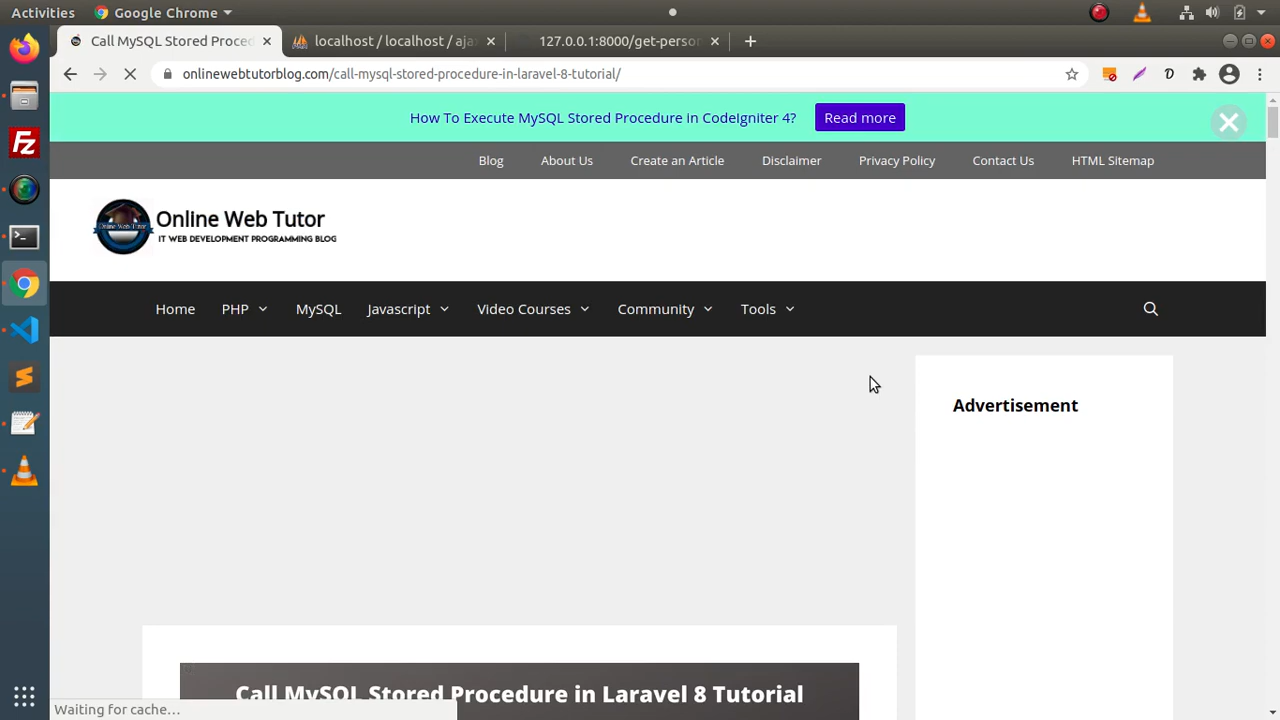 Activities
Google Chrome
Call MySQL Stored Proced
localhost / localhost / aja
127.0.0.1:8000/get-perso
onlinewebtutorblog.com/call-mysql-stored-procedure-in-laravel-8-tutorial/
How To Execute MySQL Stored Procedure in CodeIgniter 4?
Read more
Blog
About Us
Create an Article
Disclaimer
Privacy Policy
Contact Us
HTML Sitemap
Online Web Tutor
IT WEB DEVELOPMENT PROGRAMMING BLOG
Home
PHP
MySQL
Javascript
Video Courses
Community
Tools
Advertisement
Call MySQL Stored Procedure in Laravel 8 Tutorial
Waiting for cache...